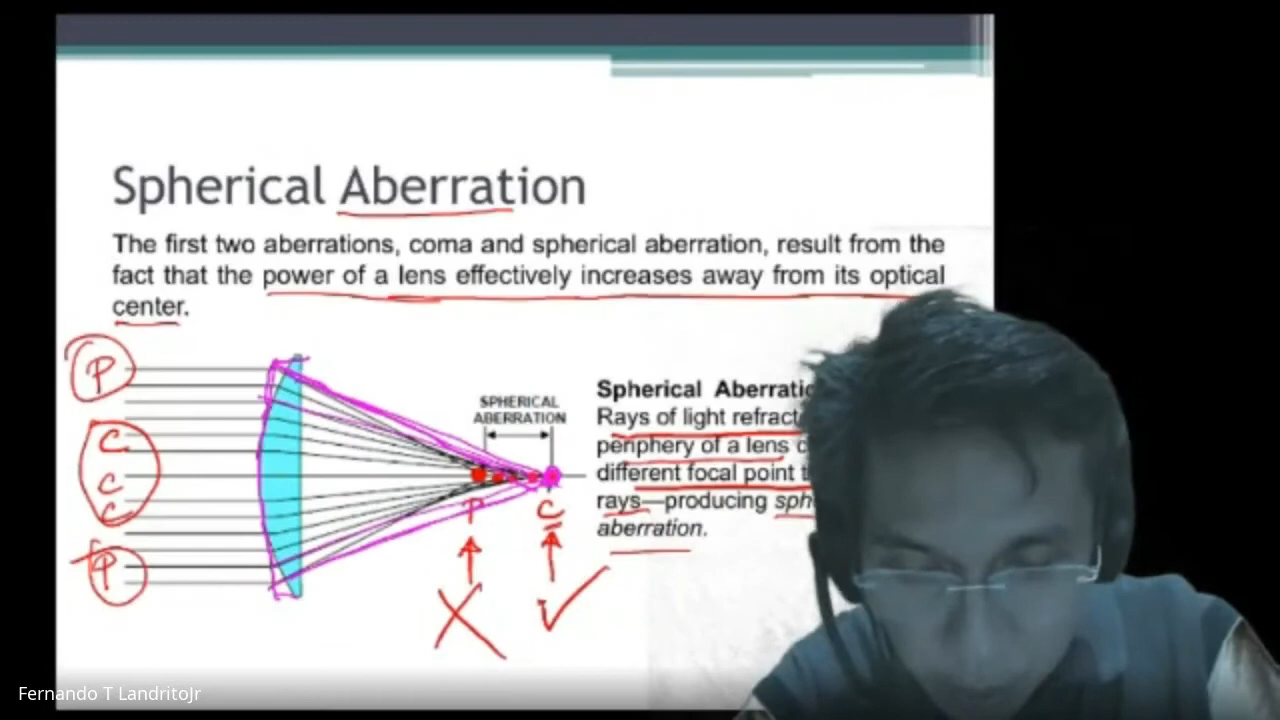 Spherical Aberration
The first two aberrations, coma and spherical aberration, result from the
fact that the power of a lens effectively increases away from its optical
center.
P
C
C
C
P
SPHERICAL
ABERRATION
P
C
Spherical
Rays of light
periphery of a lens
different focal point
rays—producing
aberration.
Fernando T LandritoJr